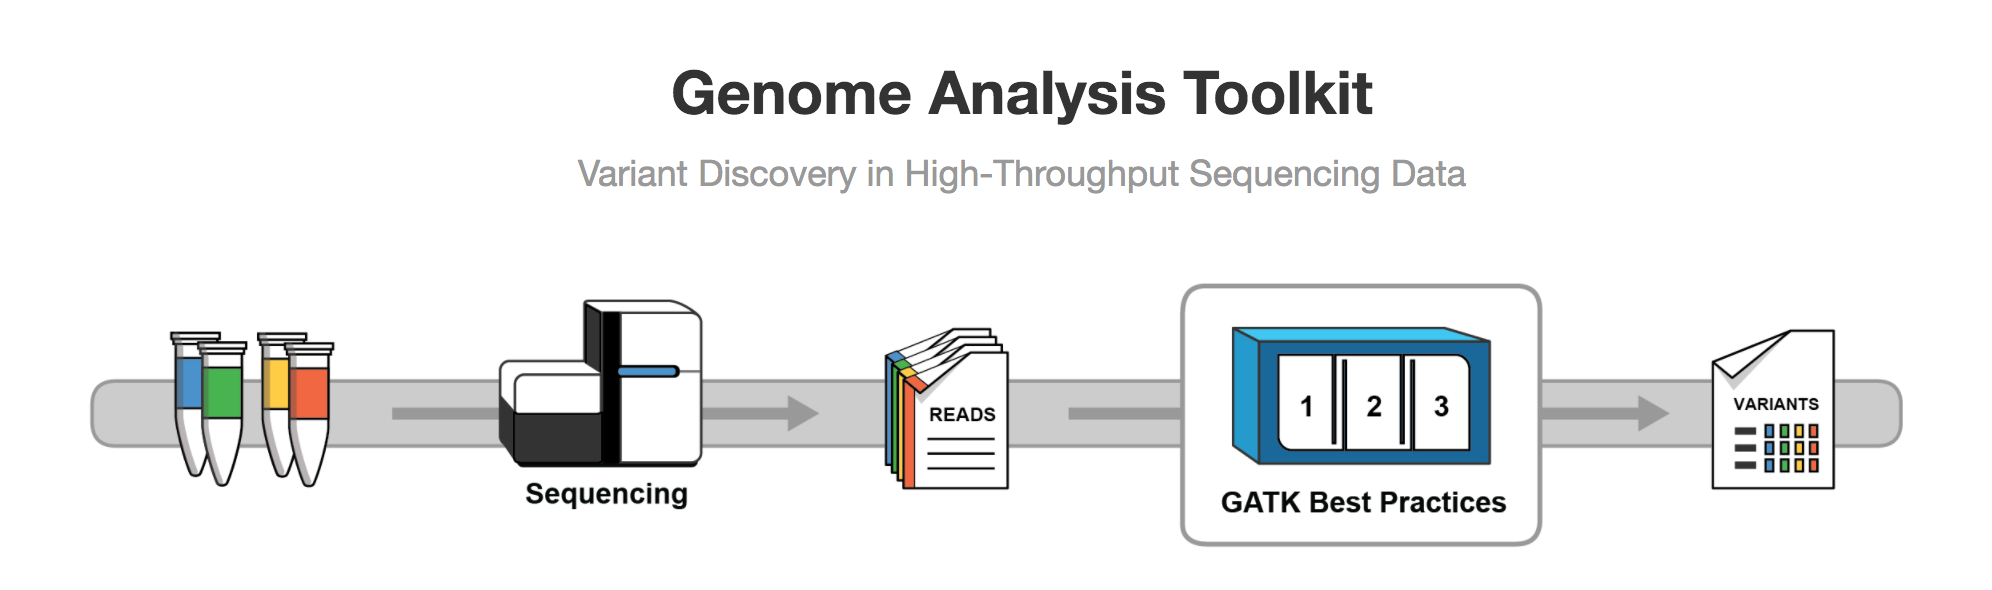 Genome Analysis Toolkit
Variant Discovery in High-Throughput Sequencing Data
Sequencing
READS
1 2 3
GATK Best Practices
VARIANTS